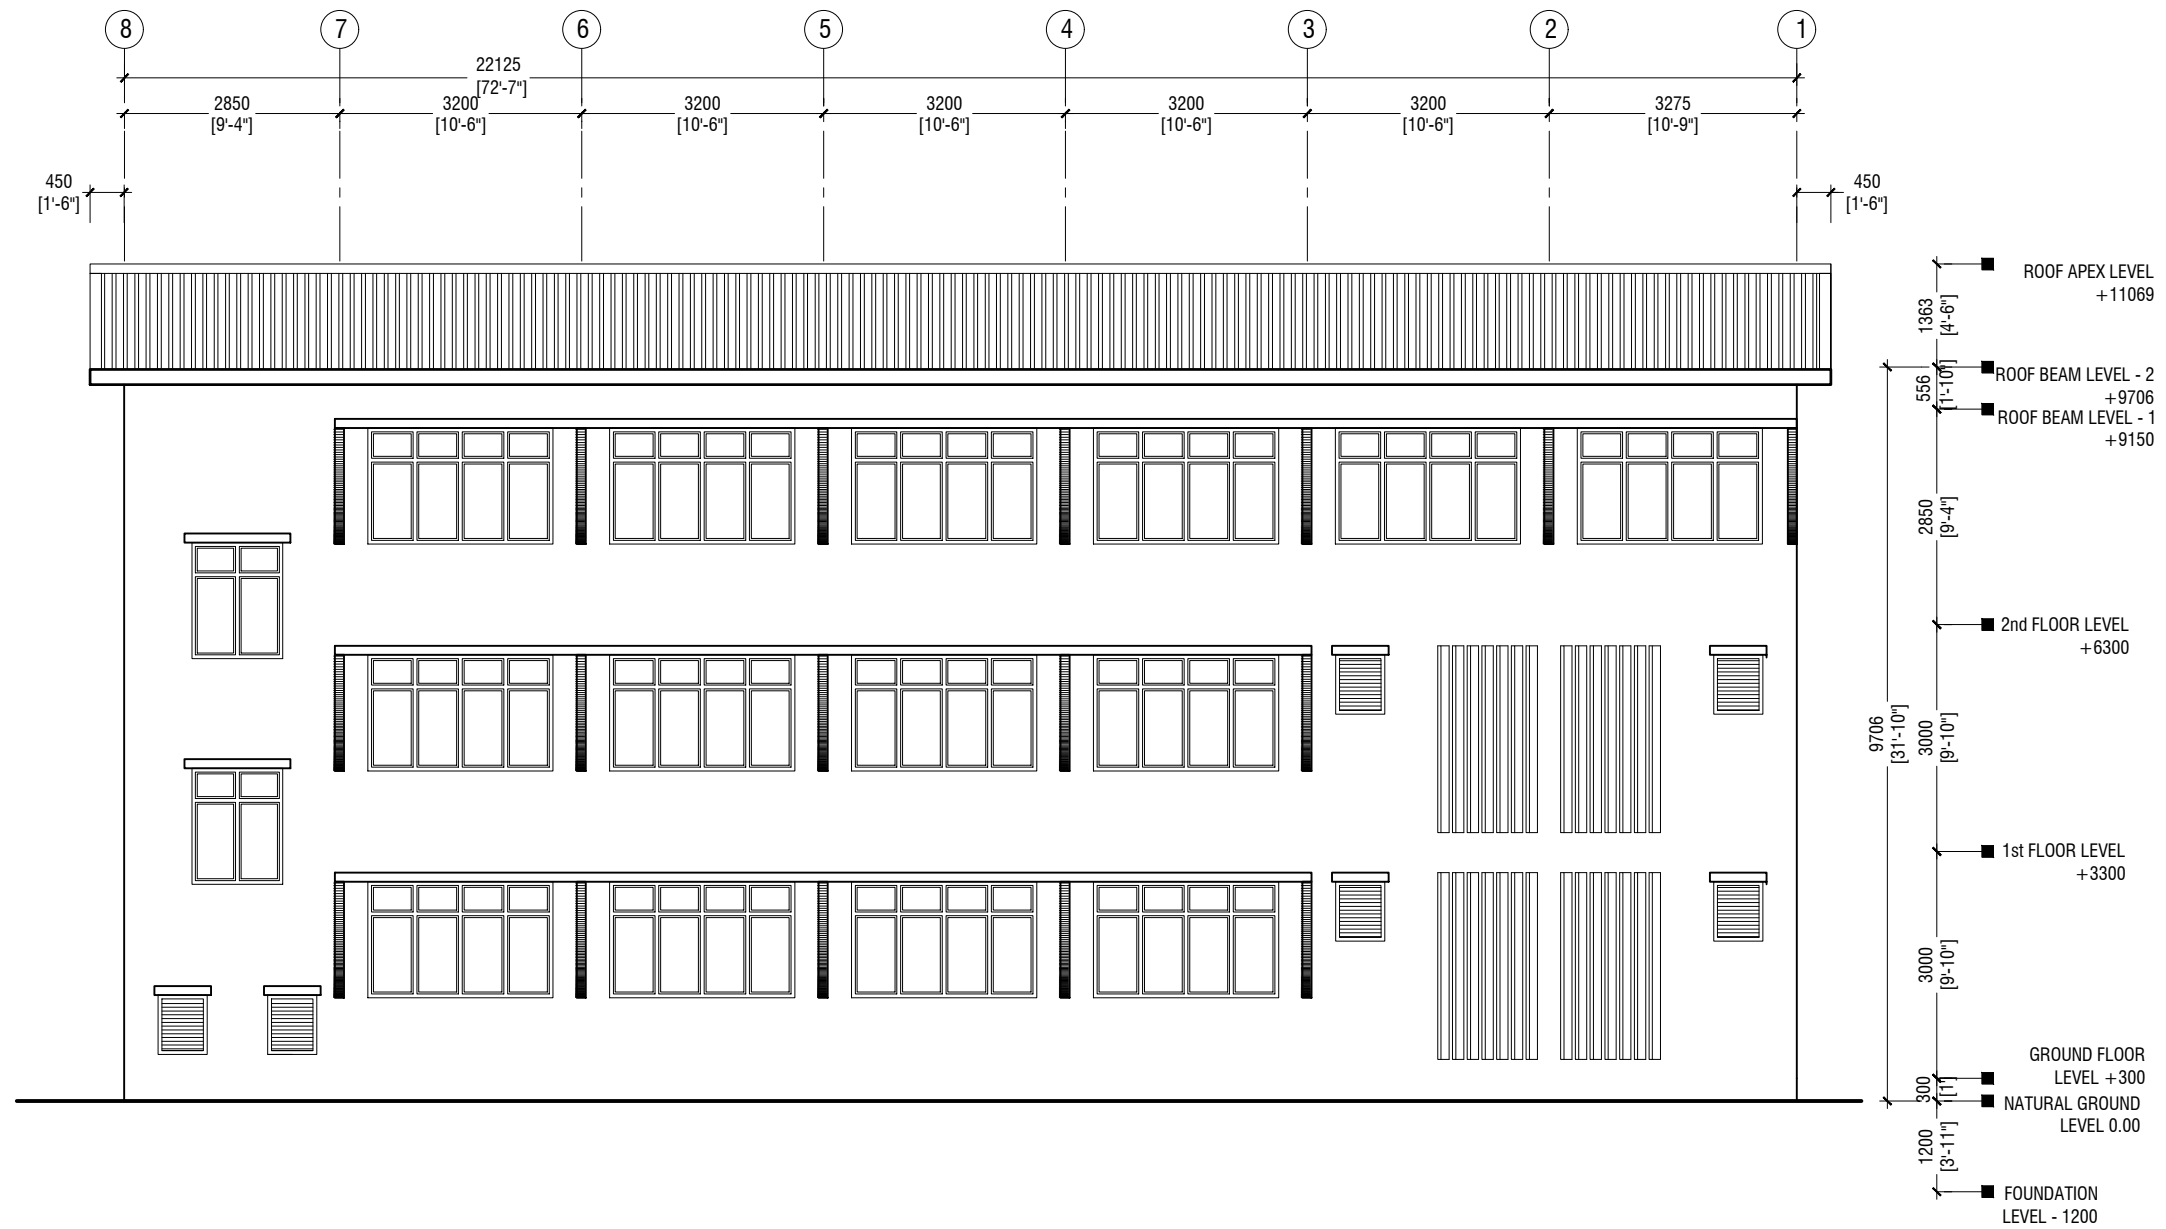 8 7 6 5 4 3 2 1
22125
[72'-7"]
2850 3200 3200 3200 3200 3200 3275
[9'-4"] [10'-6"] [10'-6"] [10'-6"] [10'-6"] [10'-6"] [10'-9"]
450
[1'-6"]
450
[1'-6"]
ROOF APEX LEVEL
+11069
1363
[4'-6"]
ROOF BEAM LEVEL - 2
+9706
556
[1'-10"]
ROOF BEAM LEVEL - 1
+9150
2850
[9'-4"]
2nd FLOOR LEVEL
+6300
9706
[31'-10"]
3000
[9'-10"]
1st FLOOR LEVEL
+3300
3000
[9'-10"]
GROUND FLOOR
LEVEL +300
300
[1']
NATURAL GROUND
LEVEL 0.00
1200
[3'-11"]
FOUNDATION
LEVEL - 1200